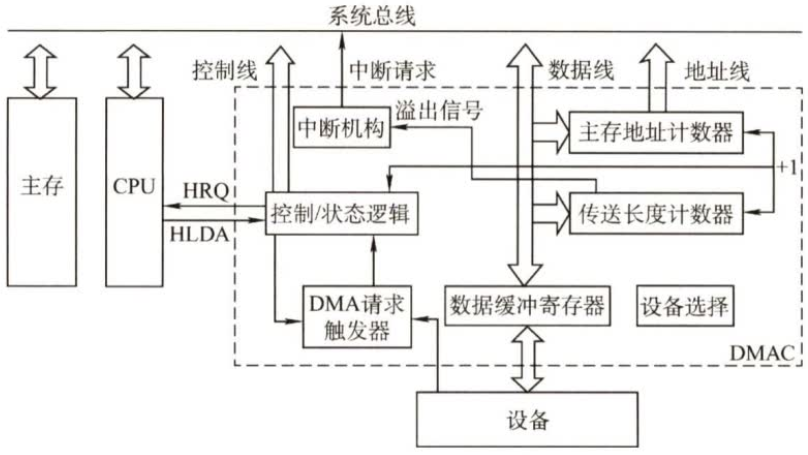 系统总线
控制线
中断请求
数据线
地址线
溢出信号
中断机构
主存地址计数器
主存
CPU
HRQ
HLDA
控制/状态逻辑
+1
传送长度计数器
DMA请求
触发器
数据缓冲寄存器
设备选择
DMAC
设备